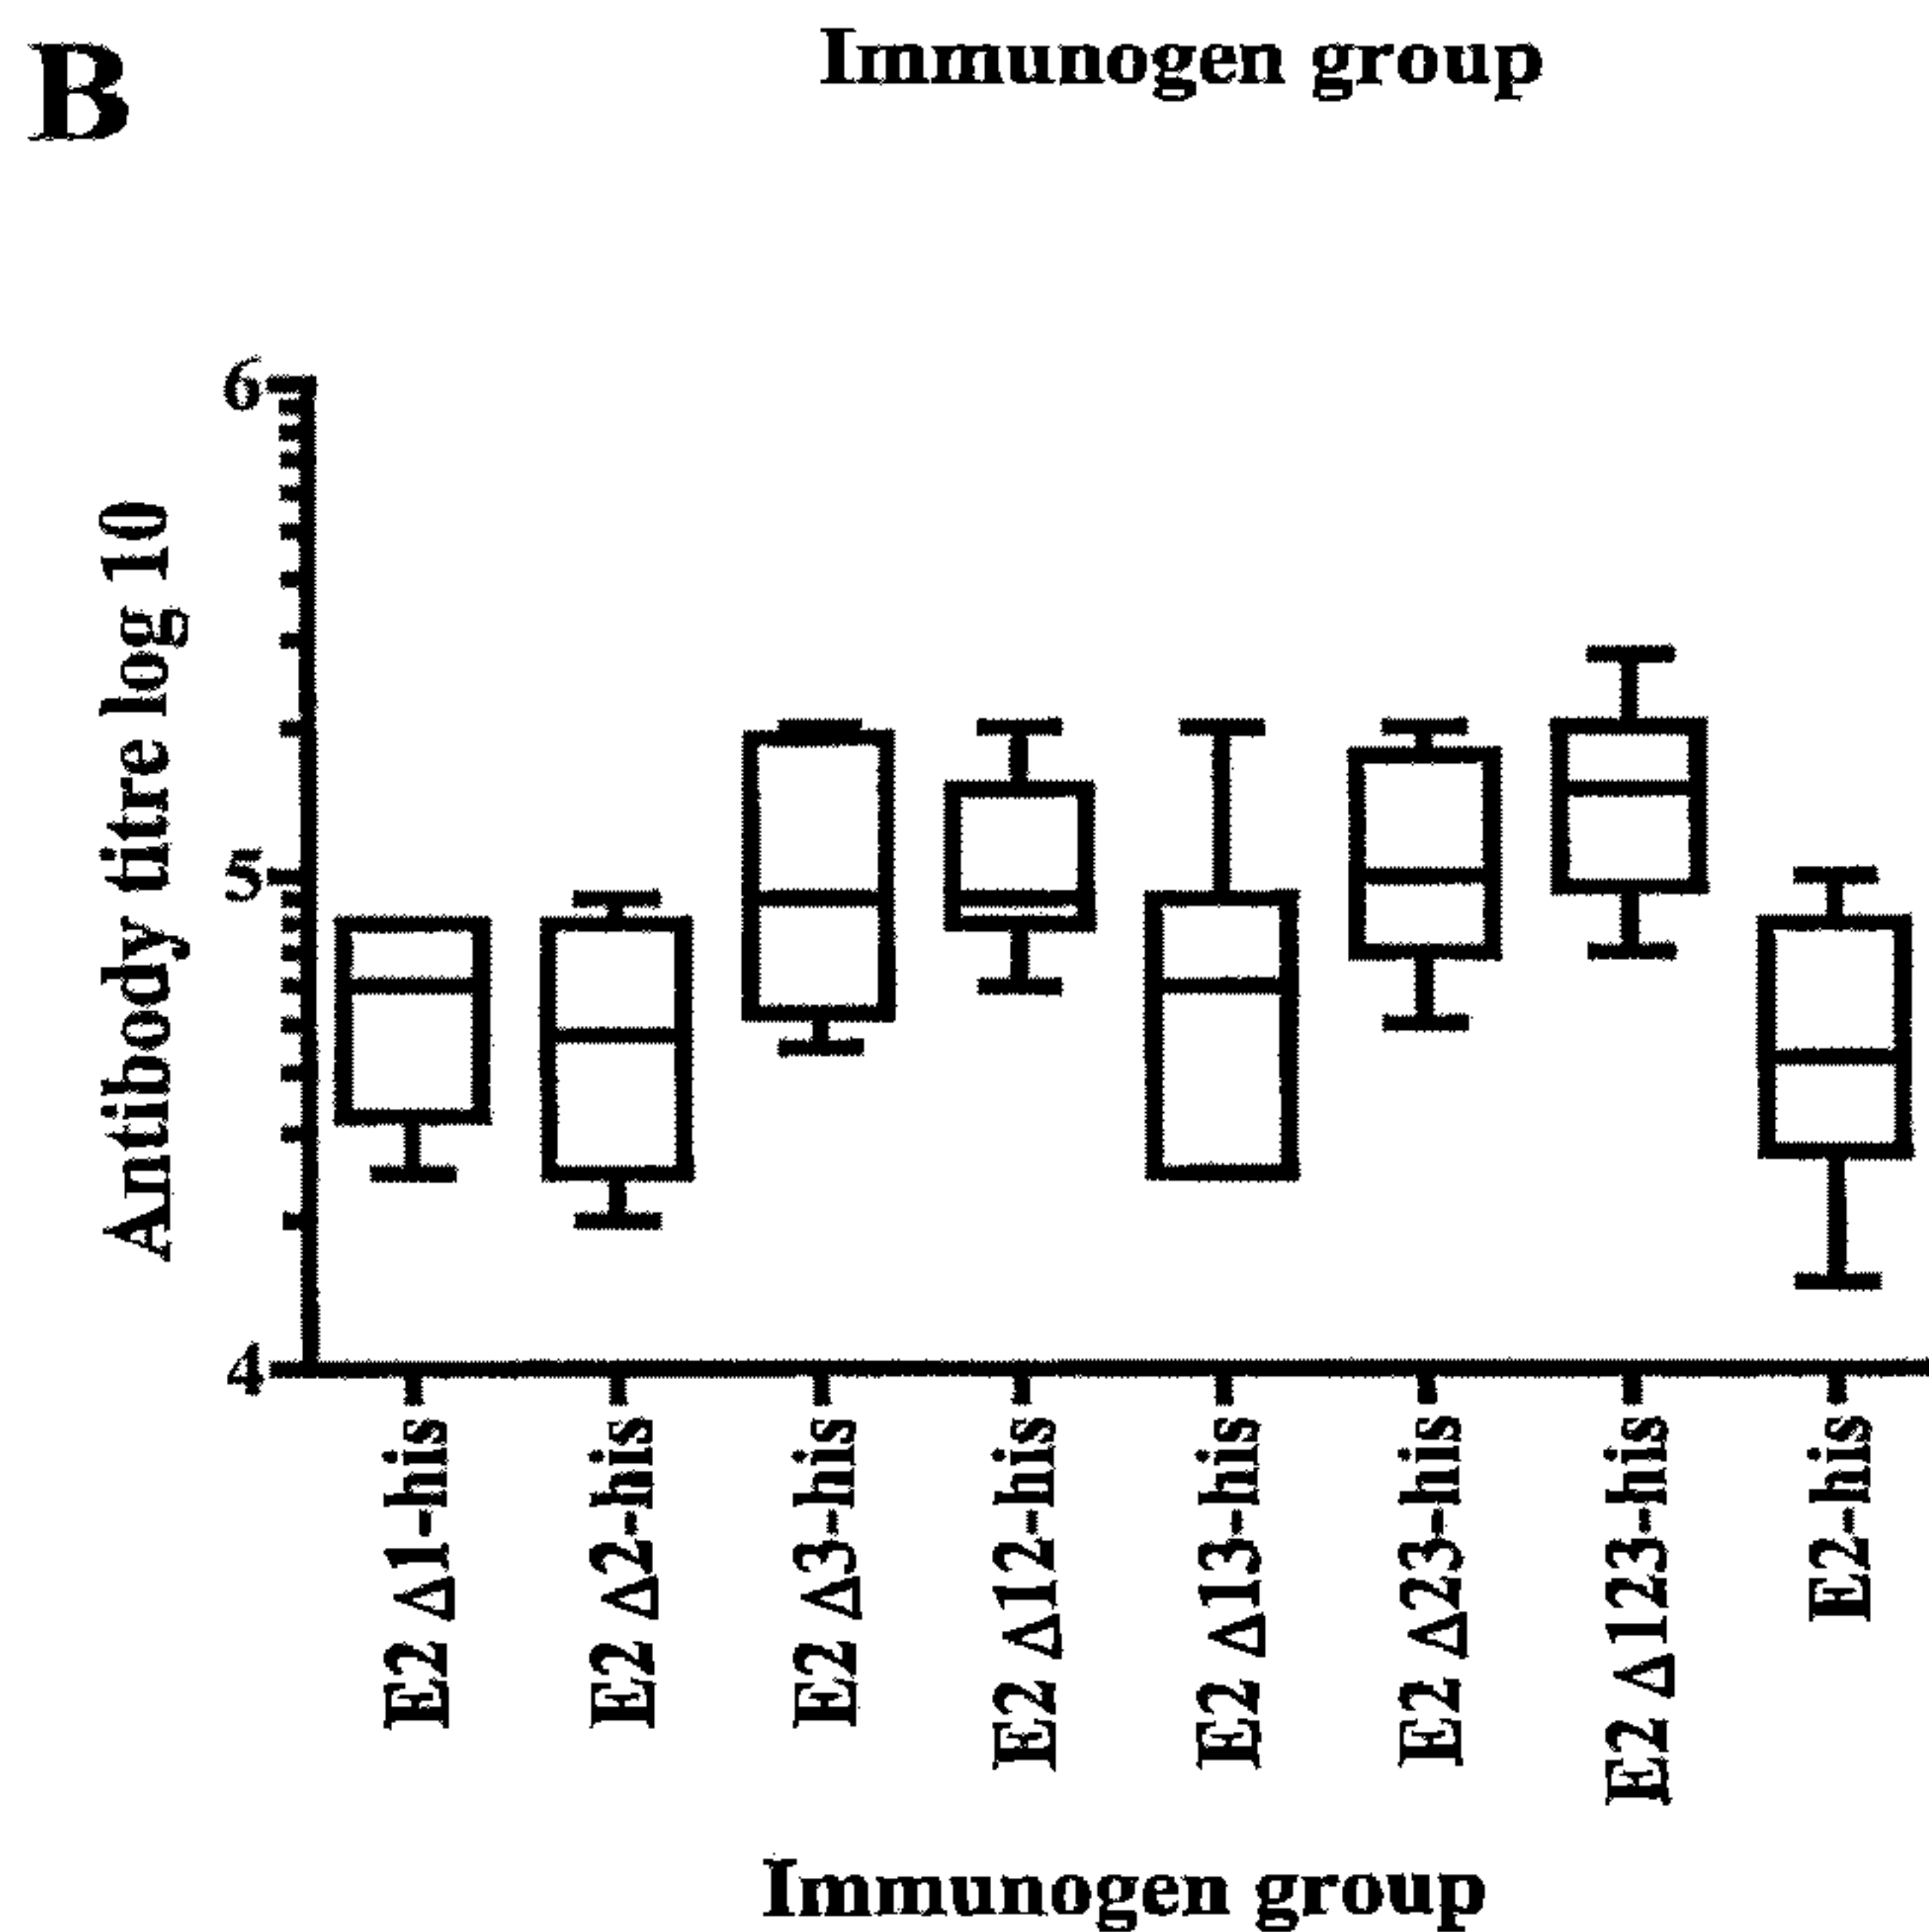 B
Immunogen group
Antibody titre log 10
6
5
4
E2 Δ1-his
E2 Δ2-his
E2 Δ3-his
E2 Δ12-his
E2 Δ13-his
E2 Δ23-his
E2 Δ123-his
E2-his
Immunogen group